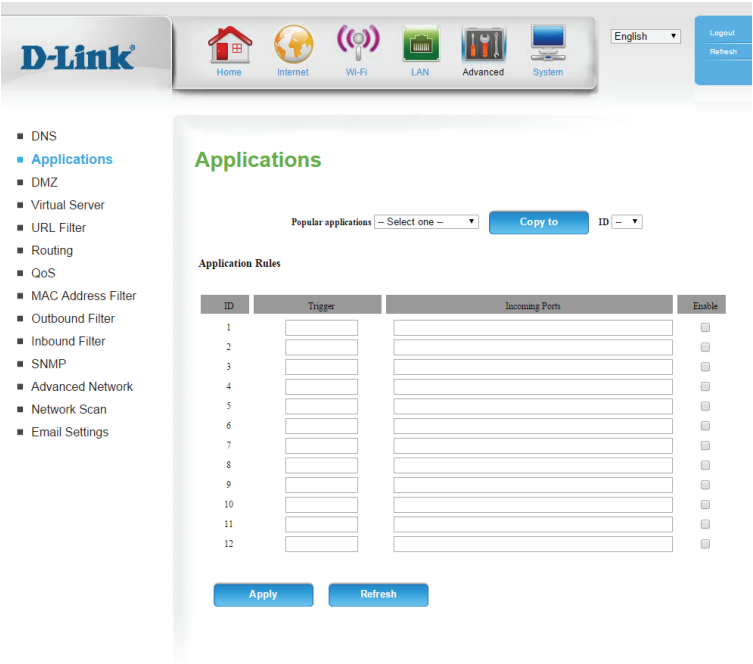 D-Link®
Home Internet Wi-Fi LAN Advanced System
English
Logout
Refresh
DNS
Applications
DMZ
Virtual Server
URL Filter
Routing
QoS
MAC Address Filter
Outbound Filter
Inbound Filter
SNMP
Advanced Network
Network Scan
Email Settings
Applications
Popular applications -- Select one -- Copy to ID --
Application Rules
ID Trigger Incoming Ports Enable
1
2
3
4
5
6
7
8
9
10
11
12
Apply Refresh